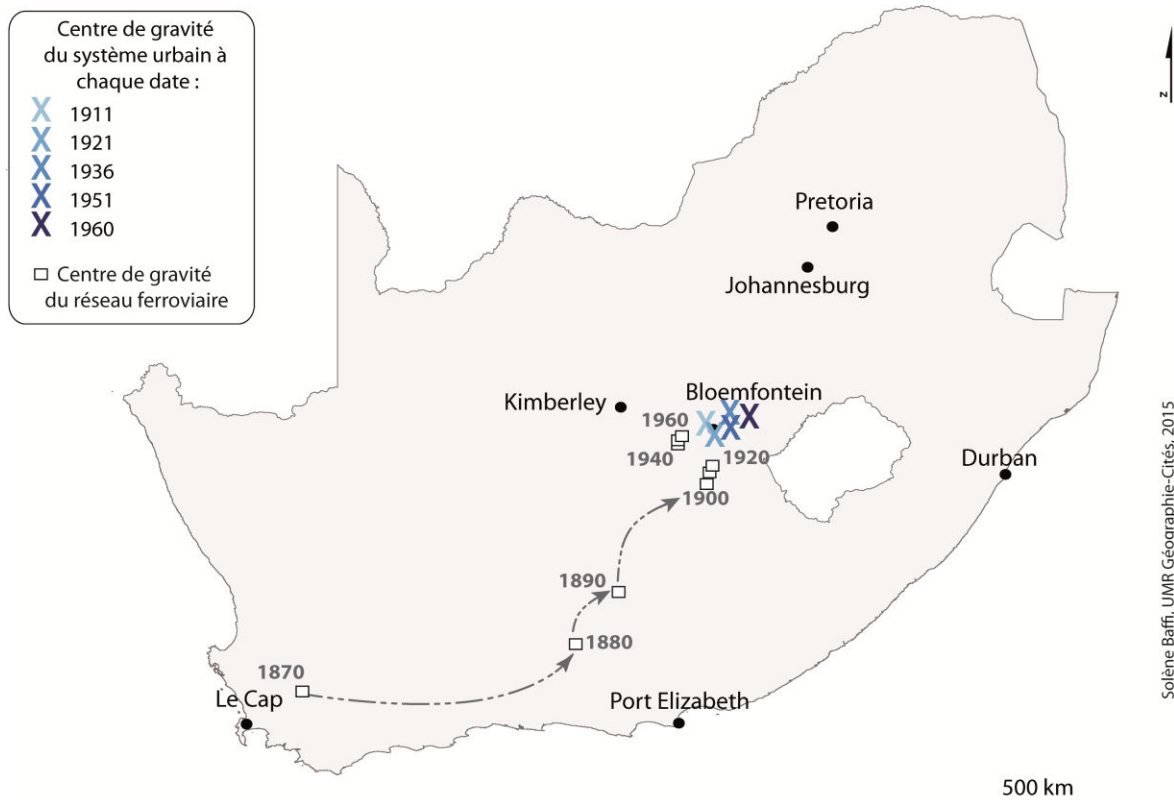 Centre de gravité
du système urbain à
chaque date :
X 1911
X 1921
X 1936
X 1951
X 1960
Centre de gravité
du réseau ferroviaire
N
Pretoria
Johannesburg
Kimberley
Bloemfontein
1960
1940
1920
1900
Durban
1890
1880
1870
Le Cap
Port Elizabeth
500 km
Solène Baffi, UMR Géographie-Cités, 2015